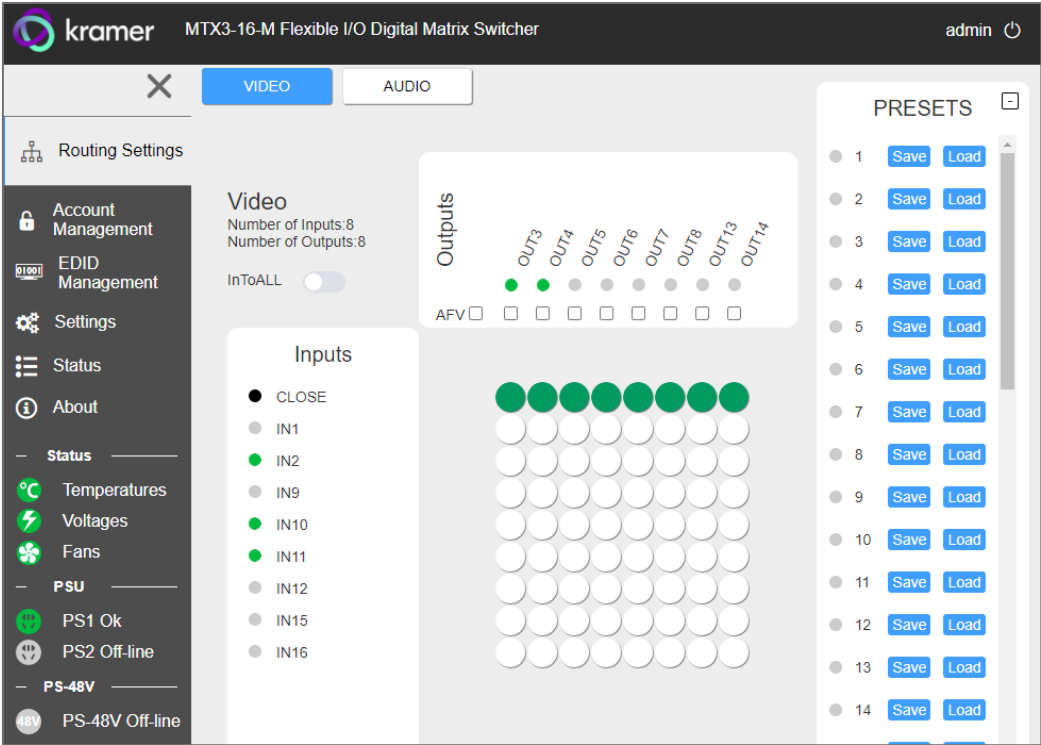 kramer
MTX3-16-M Flexible I/O Digital Matrix Switcher
admin
Routing Settings
Account
Management
01001
EDID
Management
Settings
Status
About
Status
°C
Temperatures
Voltages
Fans
PSU
PS1 Ok
PS2 Off-line
PS-48V
48V
PS-48V Off-line
VIDEO
AUDIO
Video
Number of Inputs:8
Number of Outputs:8
InToALL
Outputs
OUT3
OUT4
OUT5
OUT6
OUT7
OUT8
OUT13
OUT14
AFV
Inputs
CLOSE
IN1
IN2
IN9
IN10
IN11
IN12
IN15
IN16
PRESETS
-
1 Save Load
2 Save Load
3 Save Load
4 Save Load
5 Save Load
6 Save Load
7 Save Load
8 Save Load
9 Save Load
10 Save Load
11 Save Load
12 Save Load
13 Save Load
14 Save Load